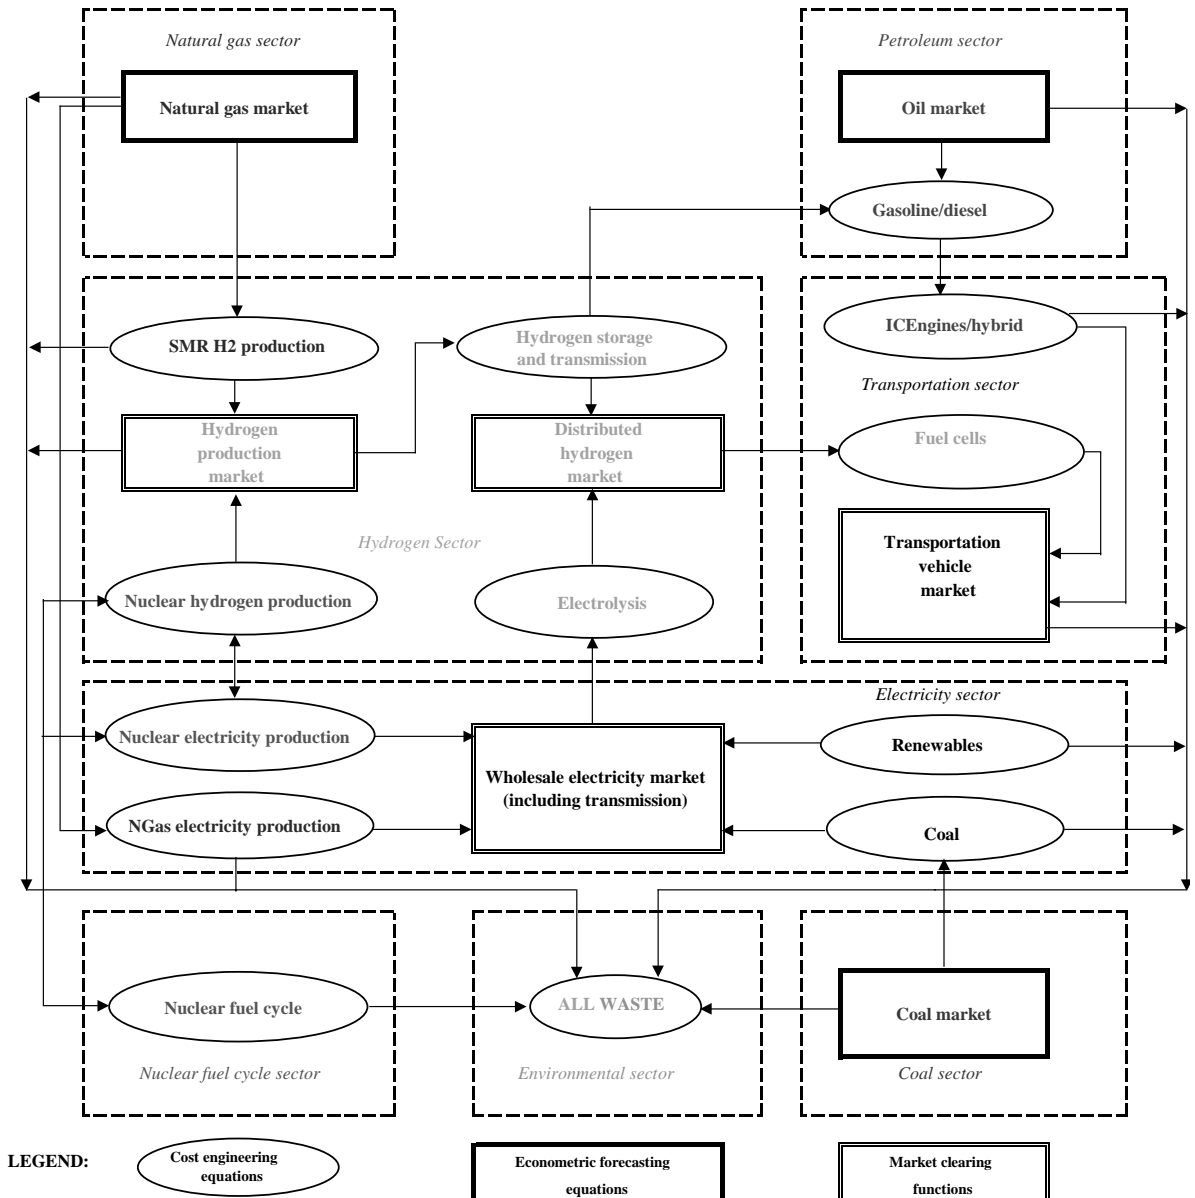 Natural gas sector
Petroleum sector
Natural gas market
Oil market
Gasoline/diesel
SMR H2 production
Hydrogen storage
and transmission
ICEngines/hybrid
Transportation sector
Hydrogen
production
market
Distributed
hydrogen
market
Fuel cells
Hydrogen Sector
Transportation
vehicle
market
Nuclear hydrogen production
Electrolysis
Electricity sector
Nuclear electricity production
Wholesale electricity market
(including transmission)
Renewables
NGas electricity production
Coal
Nuclear fuel cycle
ALL WASTE
Coal market
Nuclear fuel cycle sector
Environmental sector
Coal sector
LEGEND:
Cost engineering
equations
Econometric forecasting
equations
Market clearing
functions